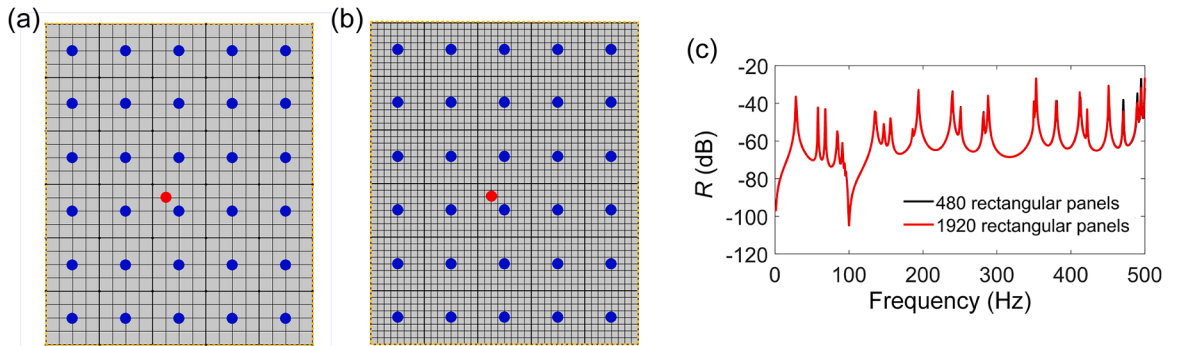 (a)
(b)
(c)
-20
-40
-60
-80
-100
-120
R (dB)
480 rectangular panels
1920 rectangular panels
0
100
200
300
400
500
Frequency (Hz)